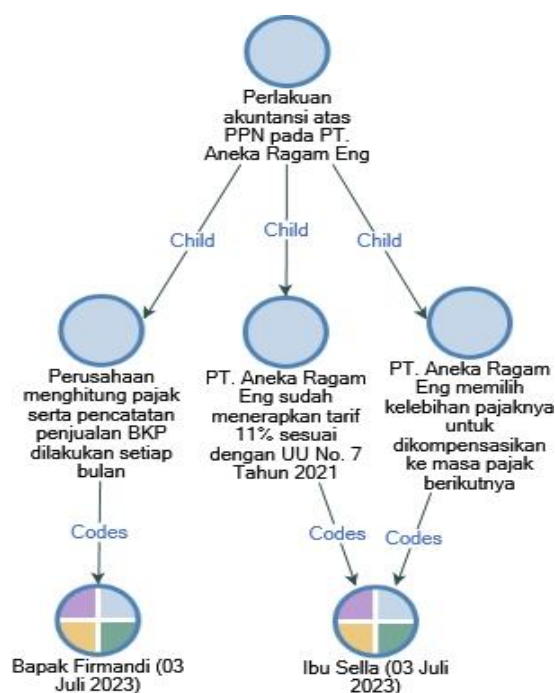 Perlakuan
akuntansi atas
PPN pada PT.
Aneka Ragam Eng
Child
Child
Child
Perusahaan
menghitung pajak
serta pencatatan
penjualan BKP
dilakukan setiap
bulan
PT. Aneka Ragam
Eng sudah
menerapkan tarif
11% sesuai
dengan UU No. 7
Tahun 2021
PT. Aneka Ragam
Eng memilih
kelebihan pajaknya
untuk
dikompensasikan
ke masa pajak
berikutnya
Codes
Codes
Codes
Bapak Firmandi (03
Juli 2023)
Ibu Sella (03 Juli
2023)